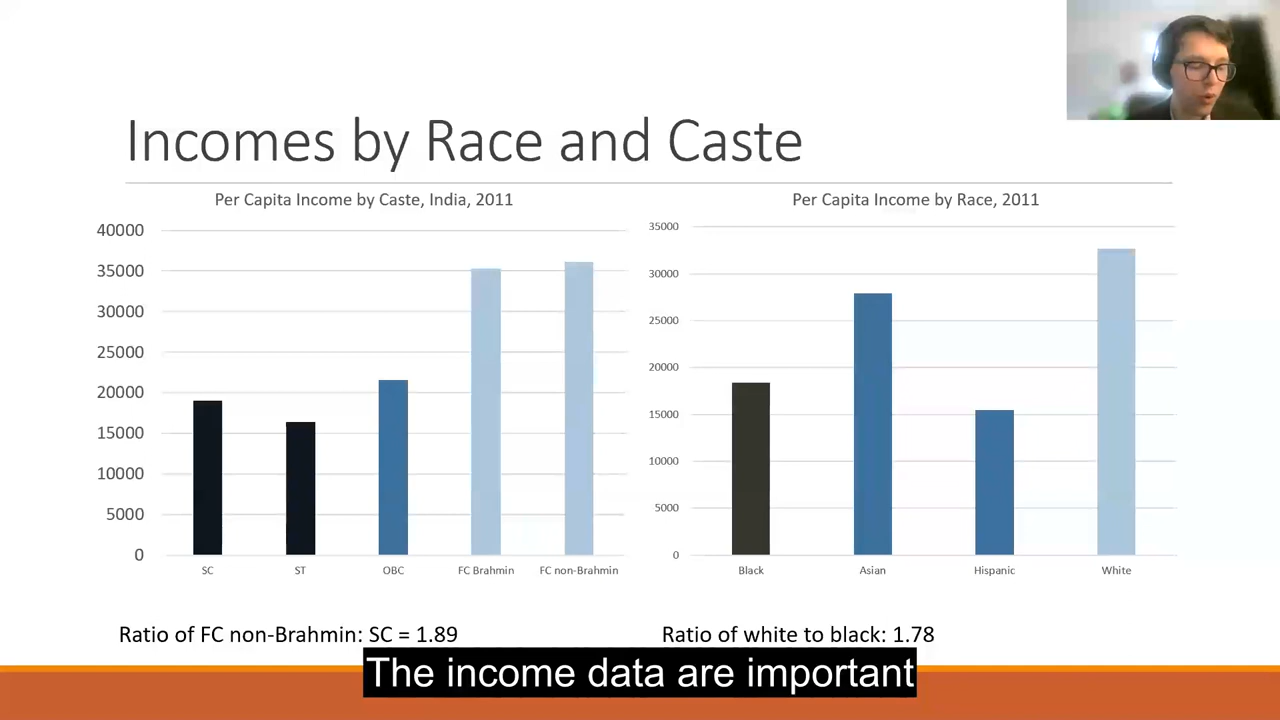 Incomes by Race and Caste
Per Capita Income by Caste, India, 2011
40000
35000
30000
25000
20000
15000
10000
5000
0
SC ST OBC FC Brahmin FC non-Brahmin
Ratio of FC non-Brahmin: SC = 1.89
Per Capita Income by Race, 2011
35000
30000
25000
20000
15000
10000
5000
0
Black Asian Hispanic White
Ratio of white to black: 1.78
The income data are important